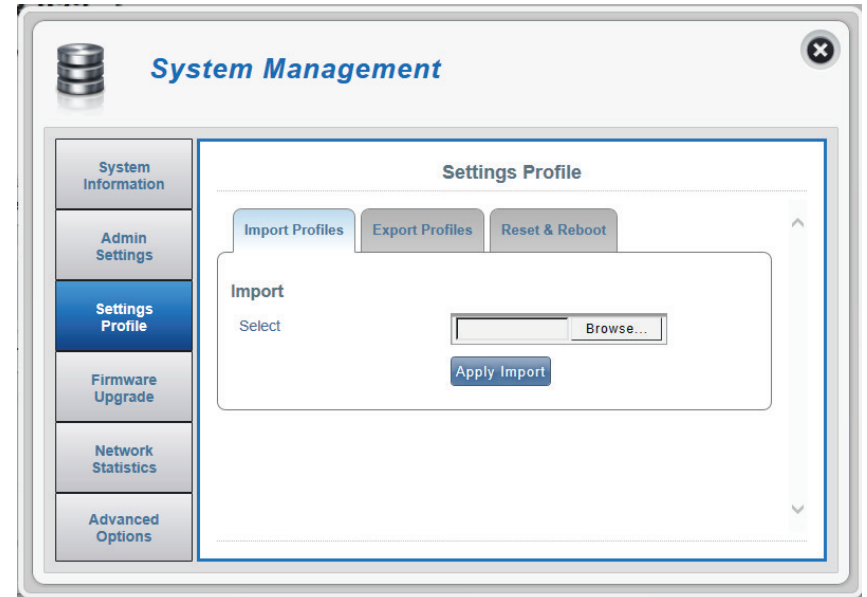 System Management
System
Information
Admin
Settings
Settings
Profile
Firmware
Upgrade
Network
Statistics
Advanced
Options
Settings Profile
Import Profiles
Export Profiles
Reset & Reboot
Import
Select
Browse...
Apply Import